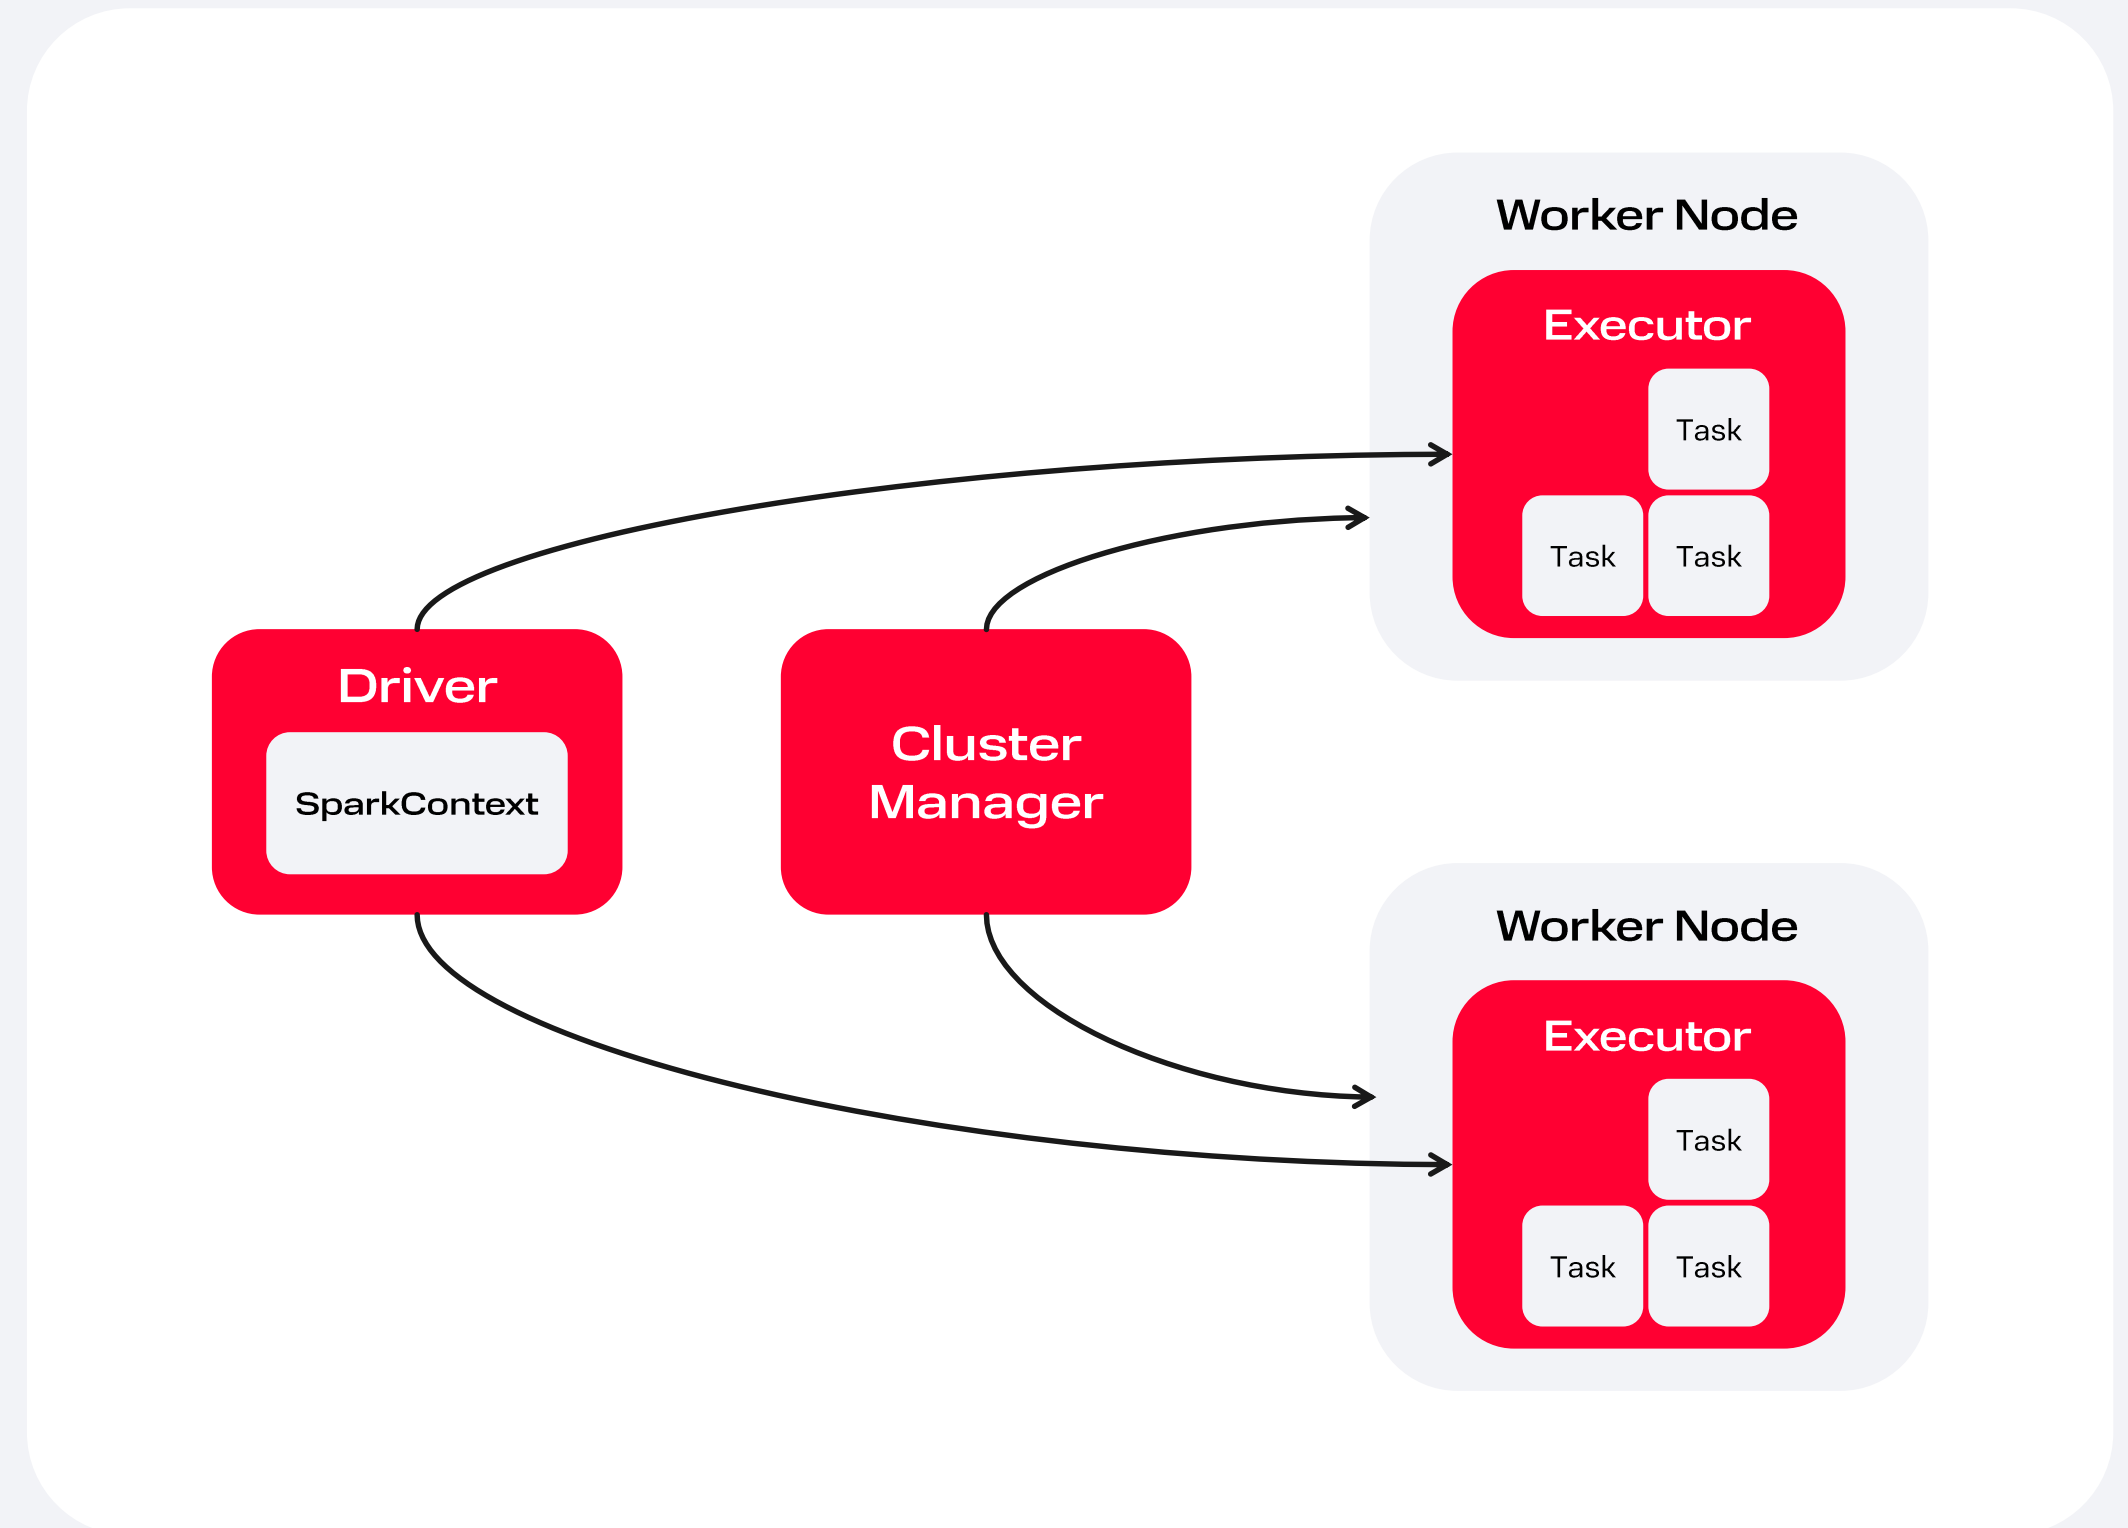 Driver
SparkContext
Cluster
Manager
Worker Node
Executor
Task
Task Task
Worker Node
Executor
Task
Task Task